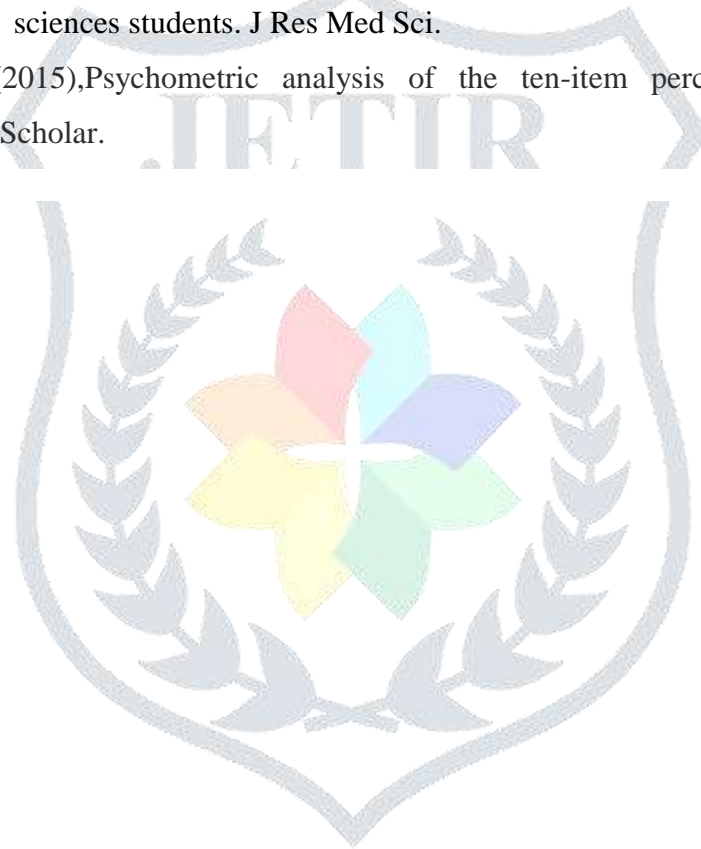 sciences students. J Res Med Sci.
(2015),Psychometric analysis of the ten-item
Scholar.
JETIR